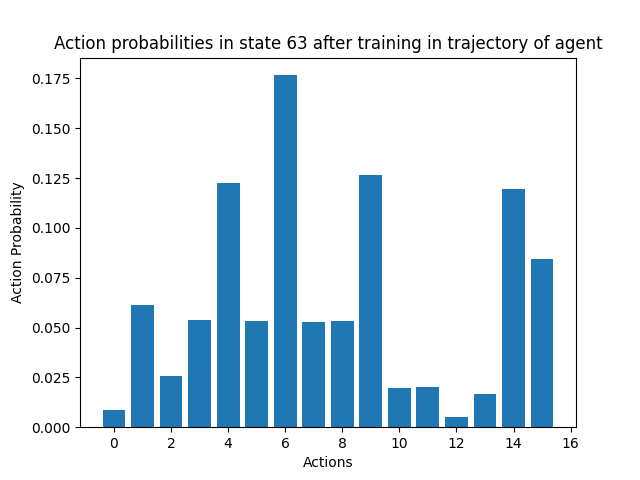 Action probabilities in state 63 after training in trajectory of agent
0.175
0.150
0.125
0.100
0.075
0.050
0.025
0.000
Action Probability
0 2 4 6 8 10 12 14 16
Actions